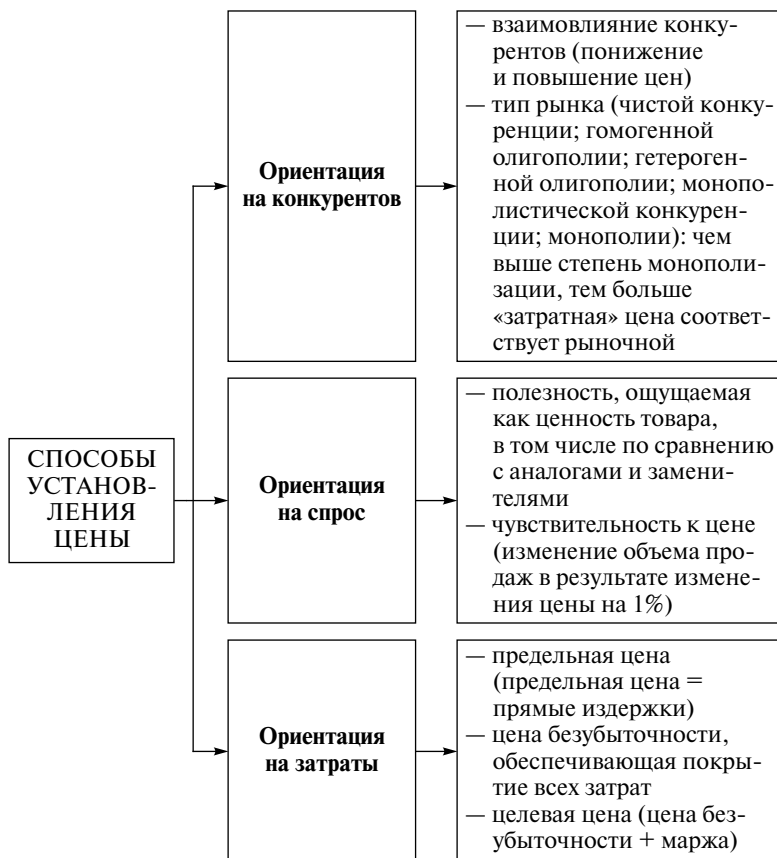 СПОСОБЫ
УСТАНОВ-
ЛЕНИЯ
ЦЕНЫ
Ориентация
на конкурентов
— взаимовлияние конку-
рентов (понижение
и повышение цен)
— тип рынка (чистой конку-
ренции; гомогенной
олигополии; гетероген-
ной олигополии; монопо-
листической конкурен-
ции; монополии): чем
выше степень монополи-
зации, тем больше
«затратная» цена соответ-
ствует рыночной
Ориентация
на спрос
— полезность, ощущаемая
как ценность товара,
в том числе по сравнению
с аналогами и замени-
телями
— чувствительность к цене
(изменение объема про-
даж в результате измене-
ния цены на 1%)
Ориентация
на затраты
— предельная цена
(предельная цена =
прямые издержки)
— цена безубыточности,
обеспечивающая покры-
тие всех затрат
— целевая цена (цена без-
убыточности + маржа)